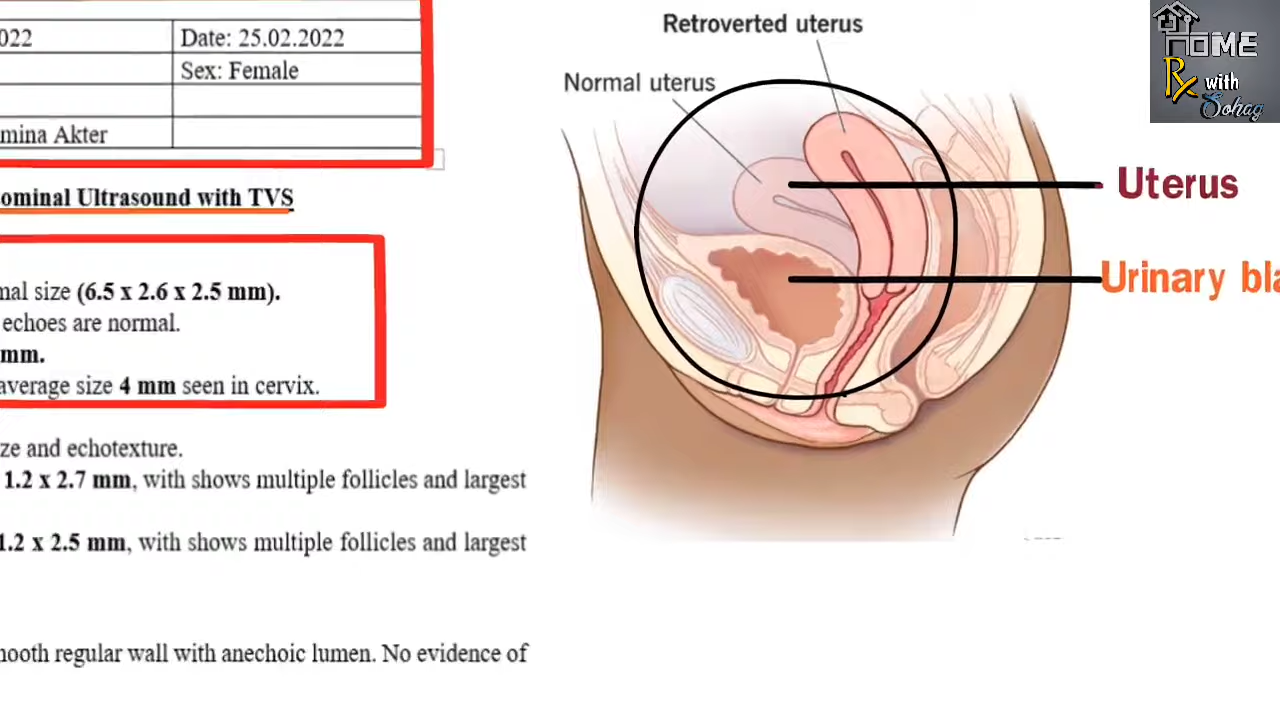 022
Date: 25.02.2022
Sex: Female
mina Akter
ominal Ultrasound with TVS
mal size (6.5 x 2.6 x 2.5 mm).
echoes are normal.
mm.
average size 4 mm seen in cervix.
ze and echotexture.
1.2 x 2.7 mm, with shows multiple follicles and largest
1.2 x 2.5 mm, with shows multiple follicles and largest
nooth regular wall with anechoic lumen. No evidence of
Retroverted uterus
Normal uterus
Uterus
Urinary bla
HOME
Rx with
Sohag